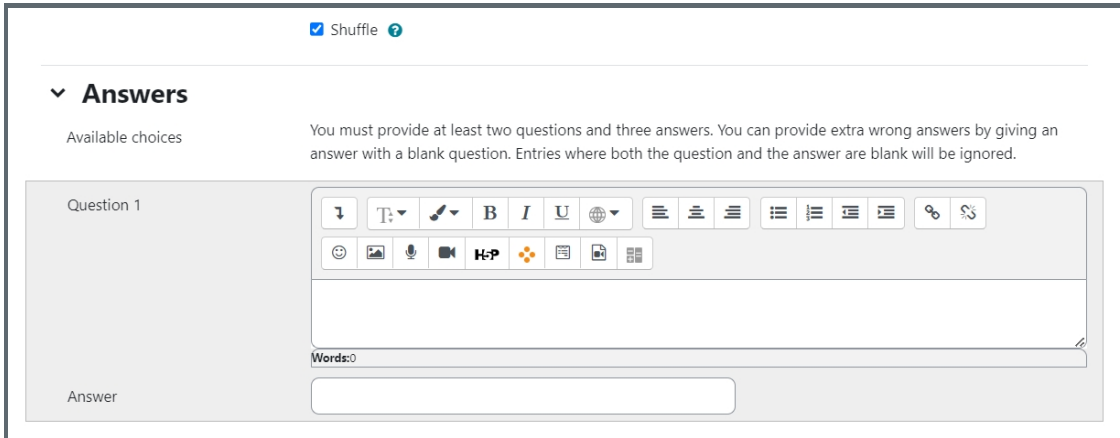 Shuffle
Answers
Available choices
You must provide at least two questions and three answers. You can provide extra wrong answers by giving an
answer with a blank question. Entries where both the question and the answer are blank will be ignored.
Question 1
B I U
H5P
Words:0
Answer